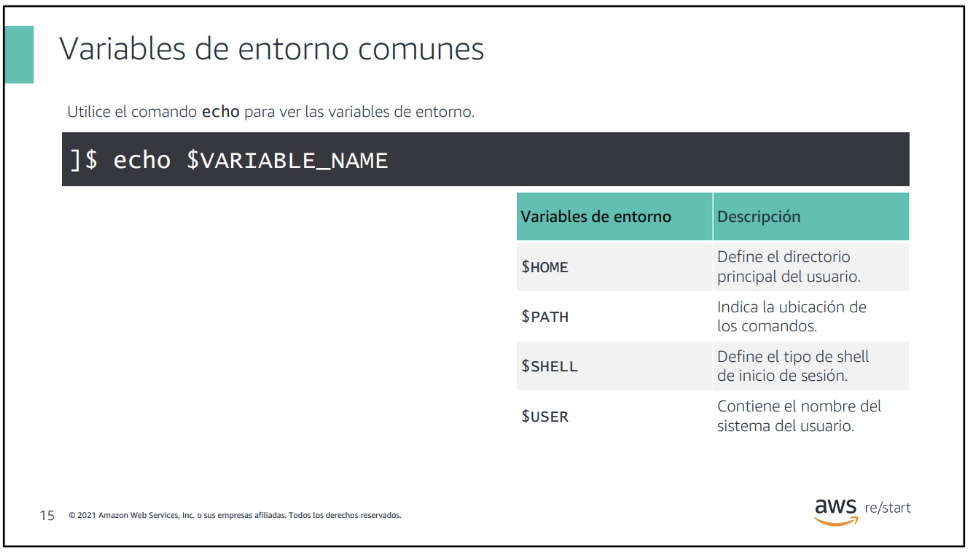 Variables de entorno comunes
Utilice el comando echo para ver las variables de entorno.
]$ echo $VARIABLE_NAME
Variables de entorno Descripción
$HOME Define el directorio
principal del usuario.
$PATH Indica la ubicación de
los comandos.
$SHELL Define el tipo de shell
de inicio de sesión.
$USER Contiene el nombre del
sistema del usuario.
15 © 2021 Amazon Web Services, Inc. o sus empresas afiliadas. Todos los derechos reservados.
aws re/start